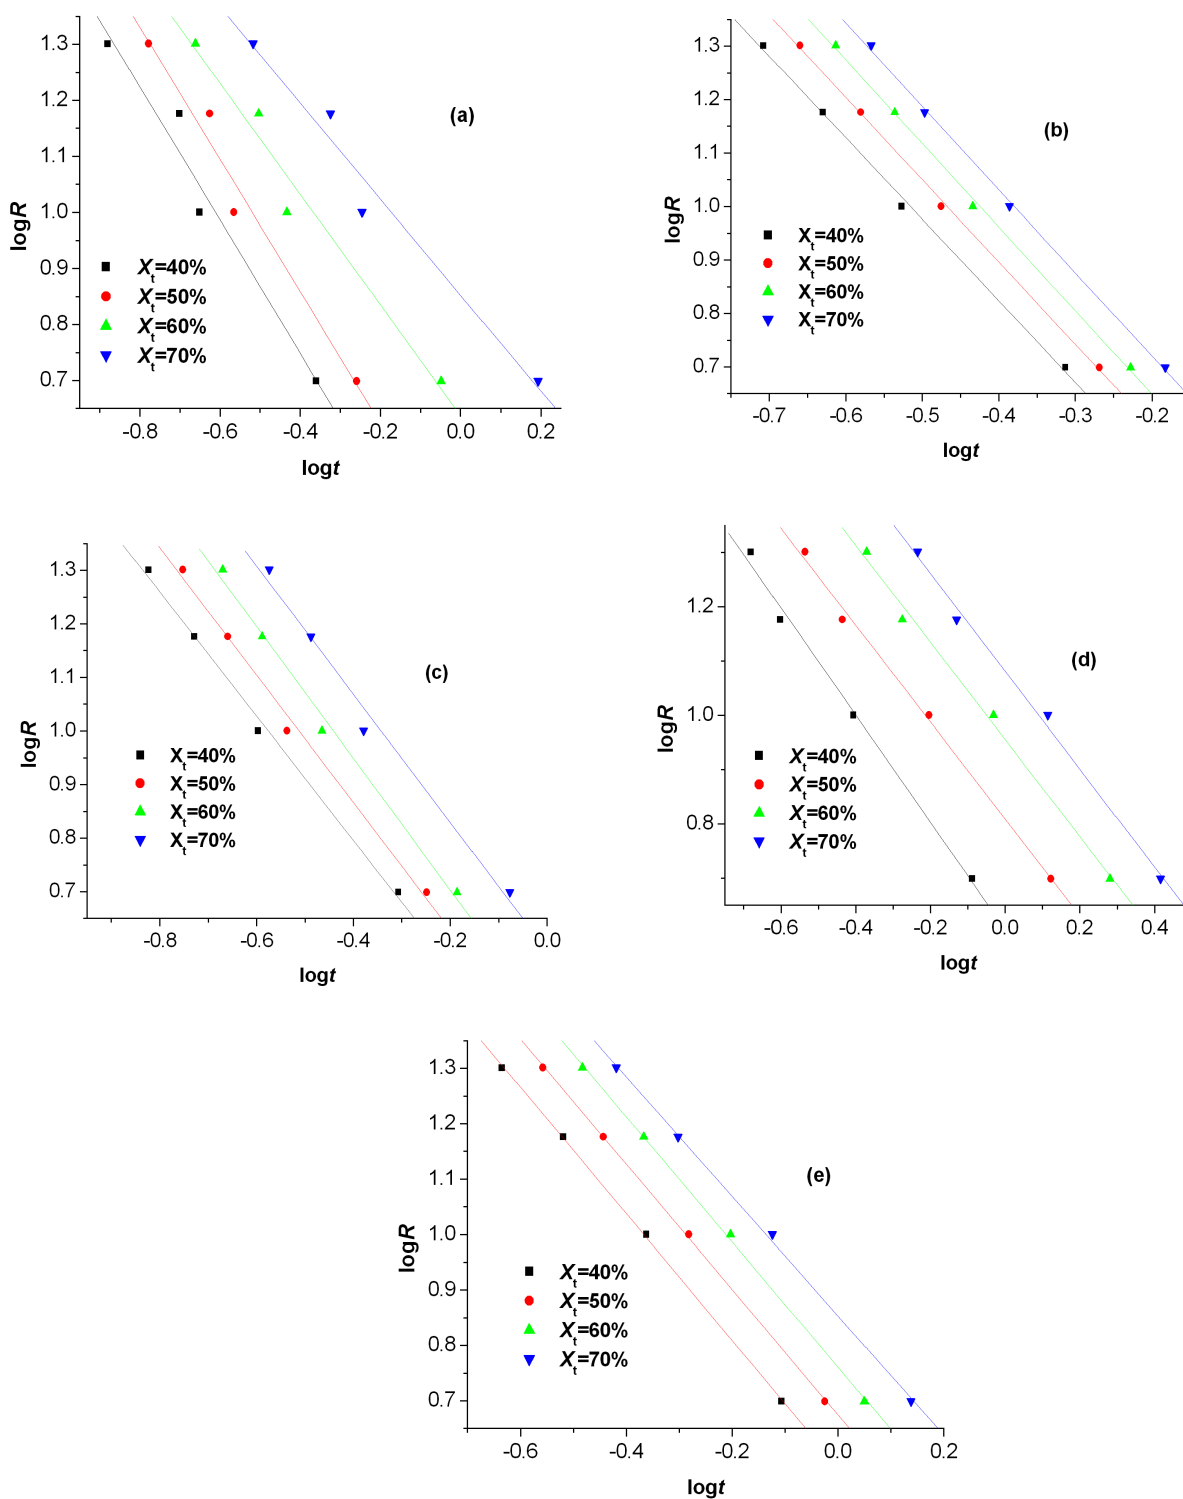 1.3
1.2
1.1
1.0
0.9
0.8
0.7
logR
(a)
Xt=40%
Xt=50%
Xt=60%
Xt=70%
-0.8 -0.6 -0.4 -0.2 0.0 0.2
logt
1.3
1.2
1.1
1.0
0.9
0.8
0.7
logR
(b)
Xt=40%
Xt=50%
Xt=60%
Xt=70%
-0.7 -0.6 -0.5 -0.4 -0.3 -0.2
logt
1.3
1.2
1.1
1.0
0.9
0.8
0.7
logR
(c)
Xt=40%
Xt=50%
Xt=60%
Xt=70%
-0.8 -0.6 -0.4 -0.2 0.0
logt
1.2
1.0
0.8
logR
(d)
Xt=40%
Xt=50%
Xt=60%
Xt=70%
-0.6 -0.4 -0.2 0.0 0.2 0.4
logt
1.3
1.2
1.1
1.0
0.9
0.8
0.7
logR
(e)
Xt=40%
Xt=50%
Xt=60%
Xt=70%
-0.6 -0.4 -0.2 0.0 0.2
logt